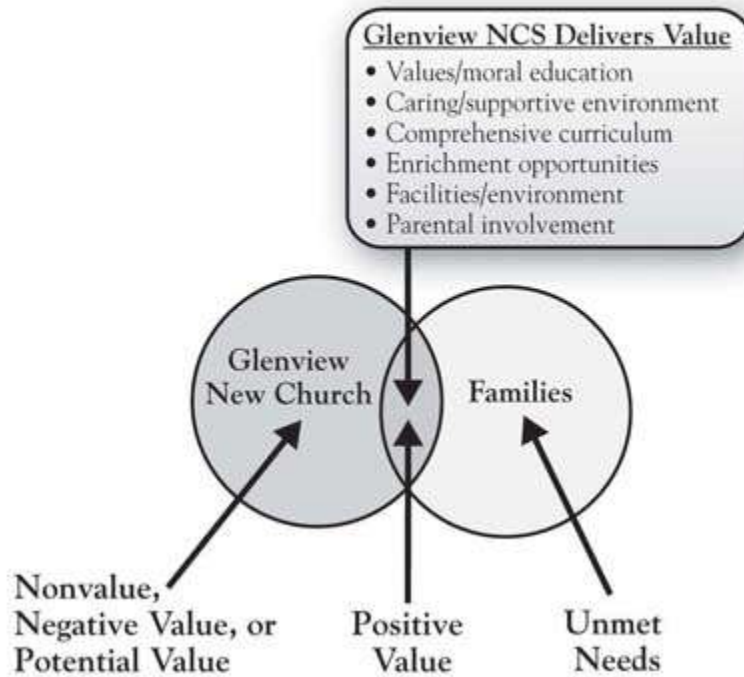 Glenview NCS Delivers Value
• Values/moral education
• Caring/supportive environment
• Comprehensive curriculum
• Enrichment opportunities
• Facilities/environment
• Parental involvement
Glenview
New Church
Families
Nonvalue,
Negative Value, or
Potential Value
Positive
Value
Unmet
Needs